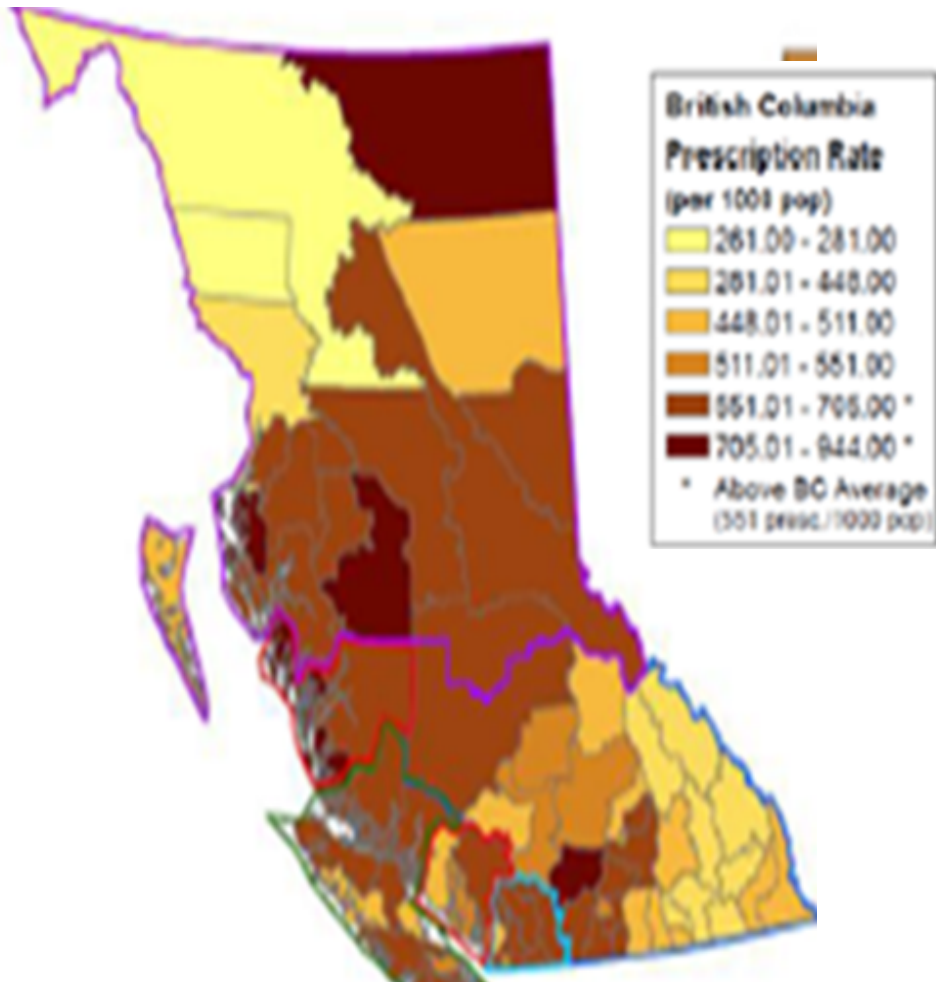 British Columbia
Prescription Rate
(per 1000 pop)
261.00 - 281.00
281.01 - 448.00
448.01 - 511.00
511.01 - 551.00
551.01 - 705.00 *
705.01 - 944.00 *
* Above BC Average
(551 presc./1000 pop)